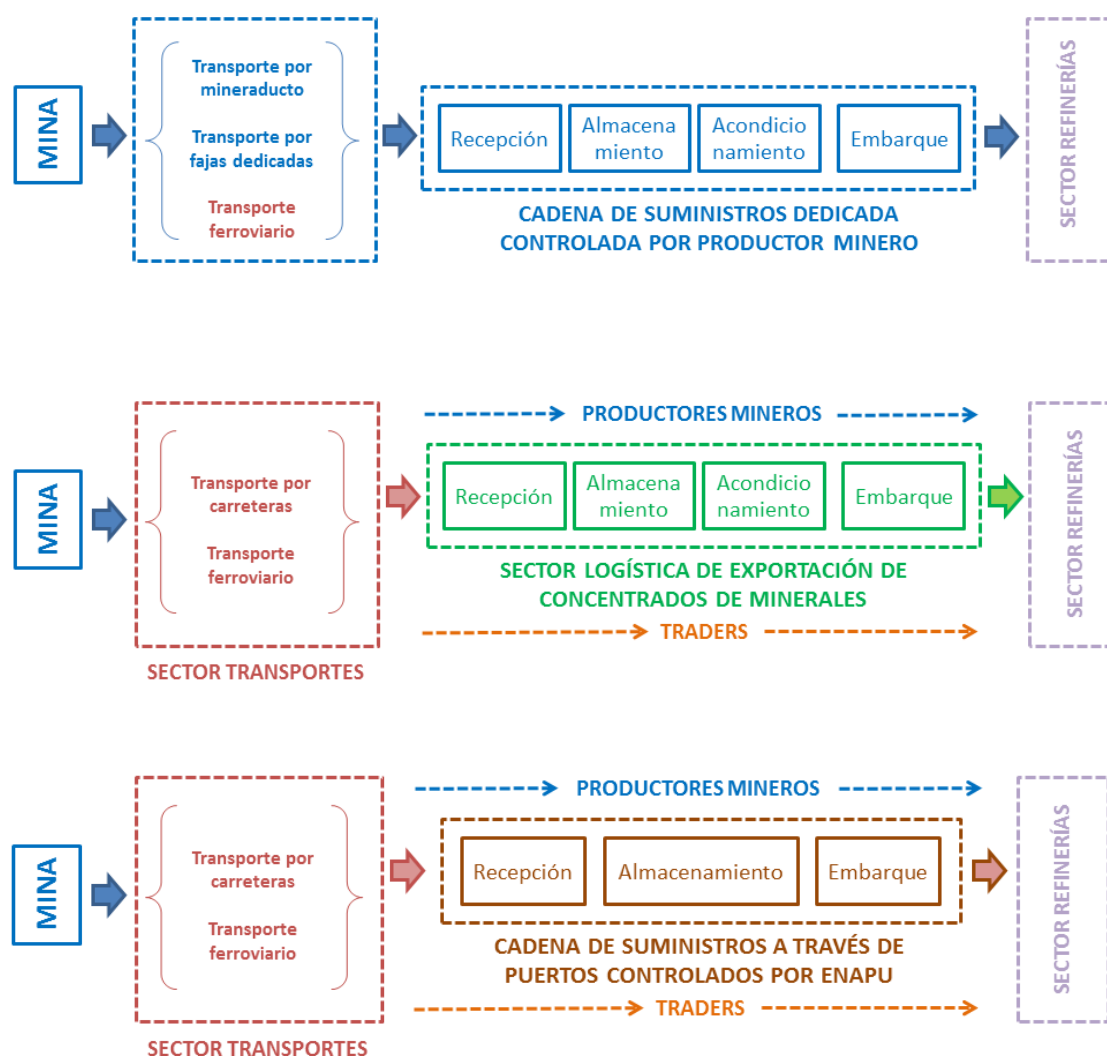 MINA
Transporte por
mineraducto
Transporte por
fajas dedicadas
Transporte
ferroviario
Recepción
Almacena
miento
Acondicio
namiento
Embarque
CADENA DE SUMINISTROS DEDICADA
CONTROLADA POR PRODUCTOR MINERO
SECTOR REFINERÍAS
MINA
Transporte por
carreteras
Transporte
ferroviario
SECTOR TRANSPORTES
PRODUCTORES MINEROS
Recepción
Almacena
miento
Acondicio
namiento
Embarque
SECTOR LOGÍSTICA DE EXPORTACIÓN DE
CONCENTRADOS DE MINERALES
TRADERS
SECTOR REFINERÍAS
MINA
Transporte por
carreteras
Transporte
ferroviario
SECTOR TRANSPORTES
PRODUCTORES MINEROS
Recepción
Almacenamiento
Embarque
CADENA DE SUMINISTROS A TRAVÉS DE
PUERTOS CONTROLADOS POR ENAPU
TRADERS
SECTOR REFINERÍAS